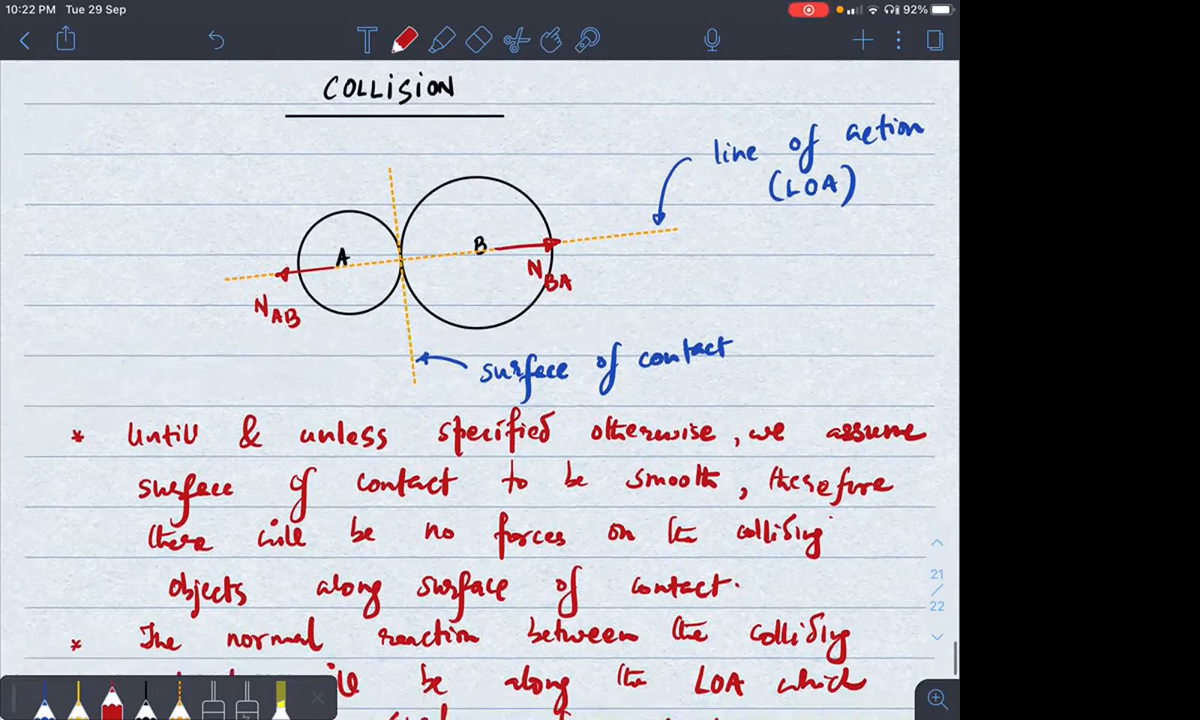 10:22 PM Tue 29 Sep
92%
COLLISION
line of action
(LOA)
A
B
N BA
N AB
surface of contact
* Until & unless specified otherwise, we assume
surface of contact to be smooth, therefore
there will be no forces on the colliding
objects along surface of contact.
21
/
22
* The normal reaction between the colliding
be along the LOA which